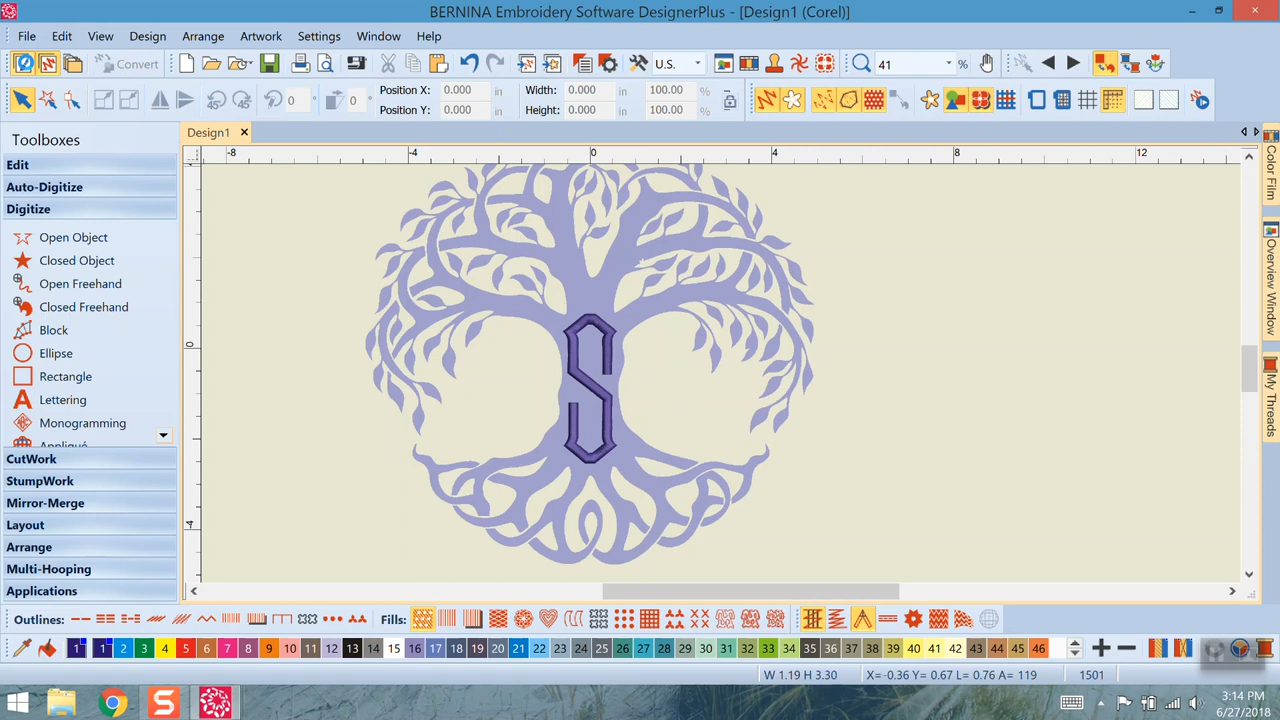 BERNINA Embroidery Software DesignerPlus - [Design1 (Corel)]
File Edit View Design Arrange Artwork Settings Window Help
Convert U.S. 41 %
0 0 Position X: 0.000 in Width: 0.000 in 100.00 %
Position Y: 0.000 in Height: 0.000 in 100.00 %
Toolboxes
Edit
Auto-Digitize
Digitize
Open Object
Closed Object
Open Freehand
Closed Freehand
Block
Ellipse
Rectangle
Lettering
Monogramming
Appliqué
CutWork
StumpWork
Mirror-Merge
Layout
Arrange
Multi-Hooping
Applications
Design1
-8 -4 0 4 8 12
0
-4
S
Color Film
Overview Window
My Threads
Outlines: Fills:
1 1 2 3 4 5 6 7 8 9 10 11 12 13 14 15 16 17 18 19 20 21 22 23 24 25 26 27 28 29 30 31 32 33 34 35 36 37 38 39 40 41 42 43 44 45 46
W 1.19 H 3.30 X= -0.36 Y= 0.67 L= 0.76 A= 119 1501
3:14 PM
6/27/2018